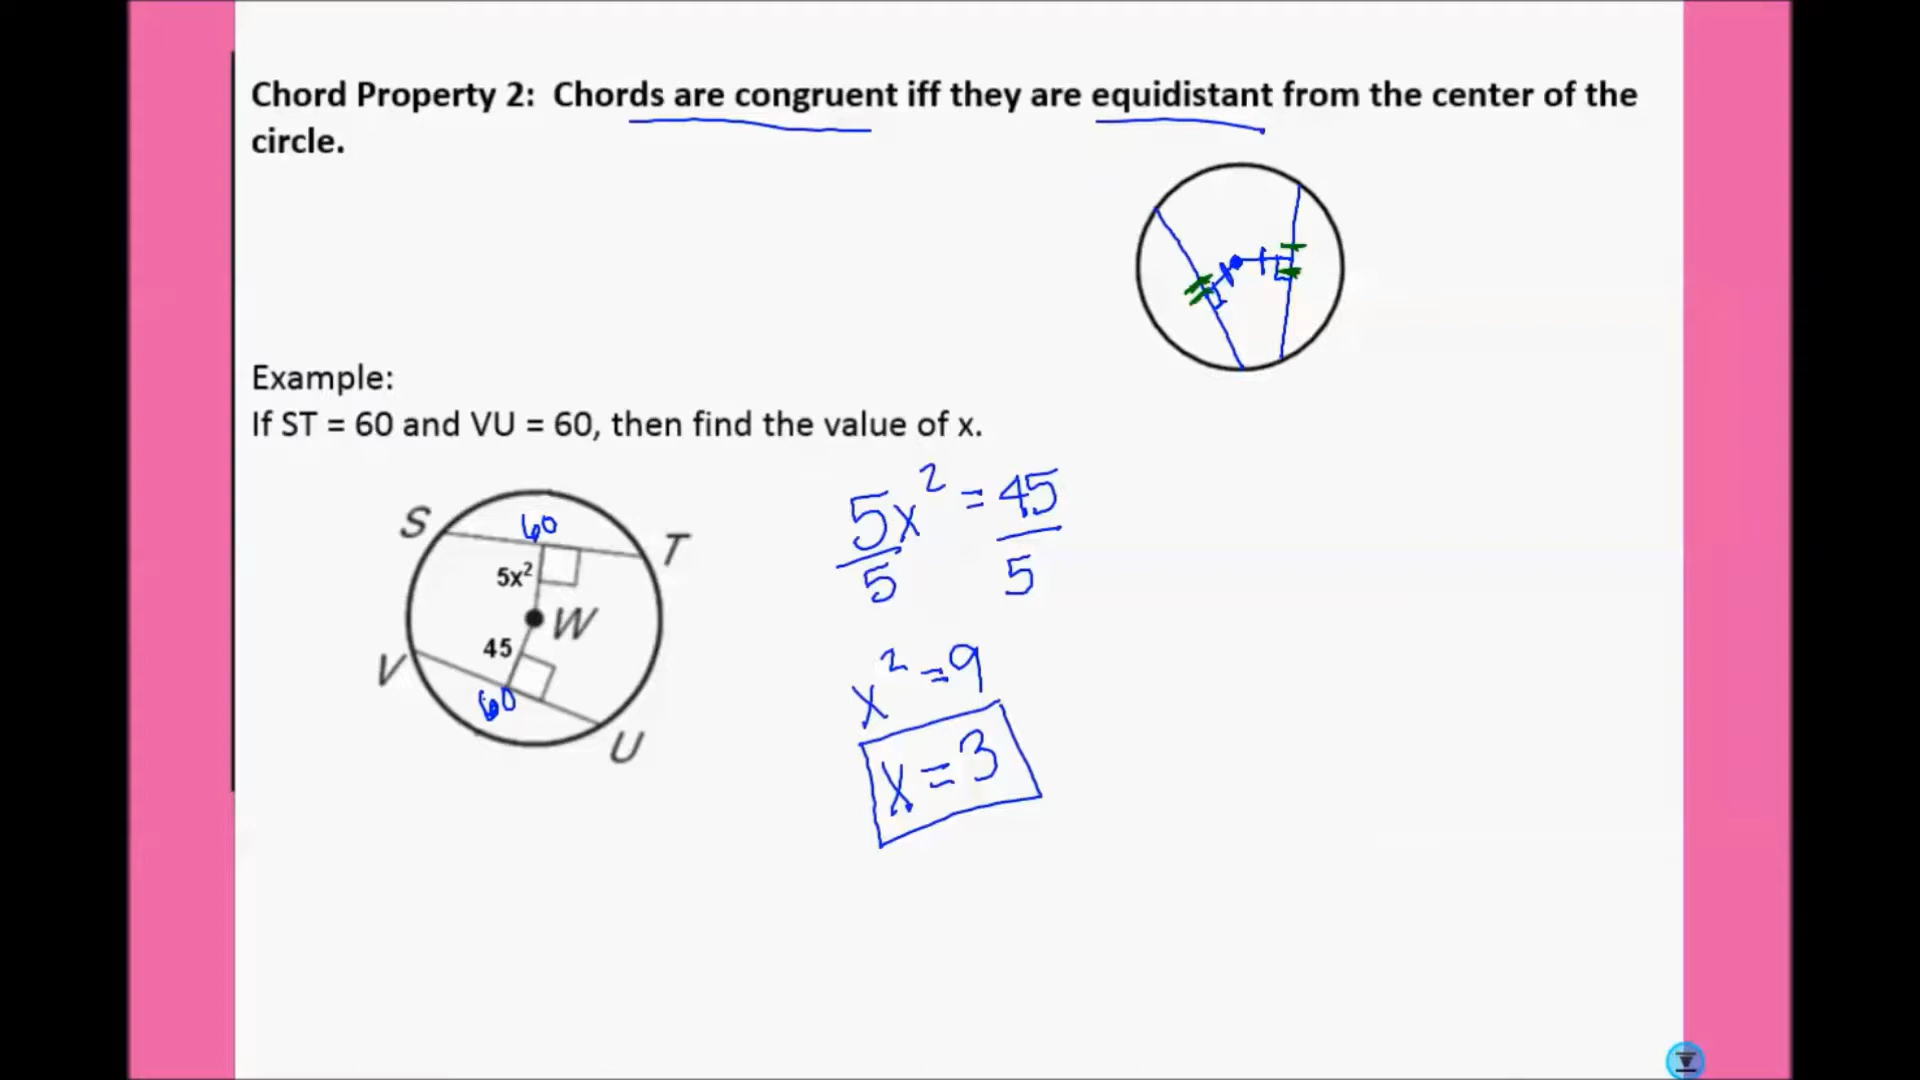 Chord Property 2: Chords are congruent iff they are equidistant from the center of the
circle.
Example:
If ST = 60 and VU = 60, then find the value of x.
S
60
T
5x²
W
45
V
60
U
5x² = 45
5 5
x² = 9
x = 3